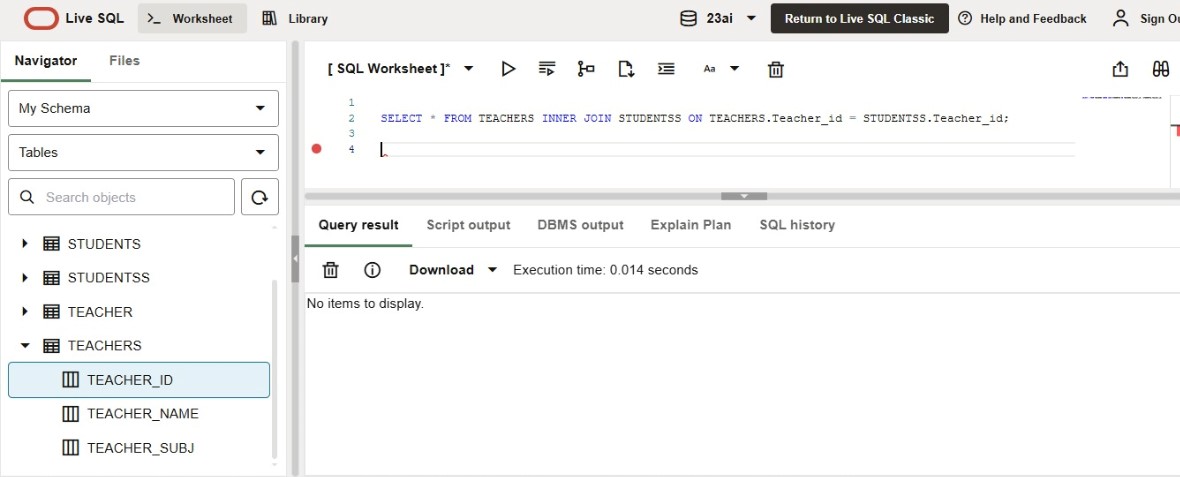 Live SQL
Worksheet
Library
23ai
Return to Live SQL Classic
Help and Feedback
Sign
Navigator
Files
[ SQL Worksheet ]*
Aa
My Schema
Tables
Search objects
STUDENTS
STUDENTSS
TEACHER
TEACHERS
TEACHER_ID
TEACHER_NAME
TEACHER_SUBJ
1
2 SELECT * FROM TEACHERS INNER JOIN STUDENTSS ON TEACHERS.Teacher_id = STUDENTSS.Teacher_id;
3
4
Query result
Script output
DBMS output
Explain Plan
SQL history
Download
Execution time: 0.014 seconds
No items to display.